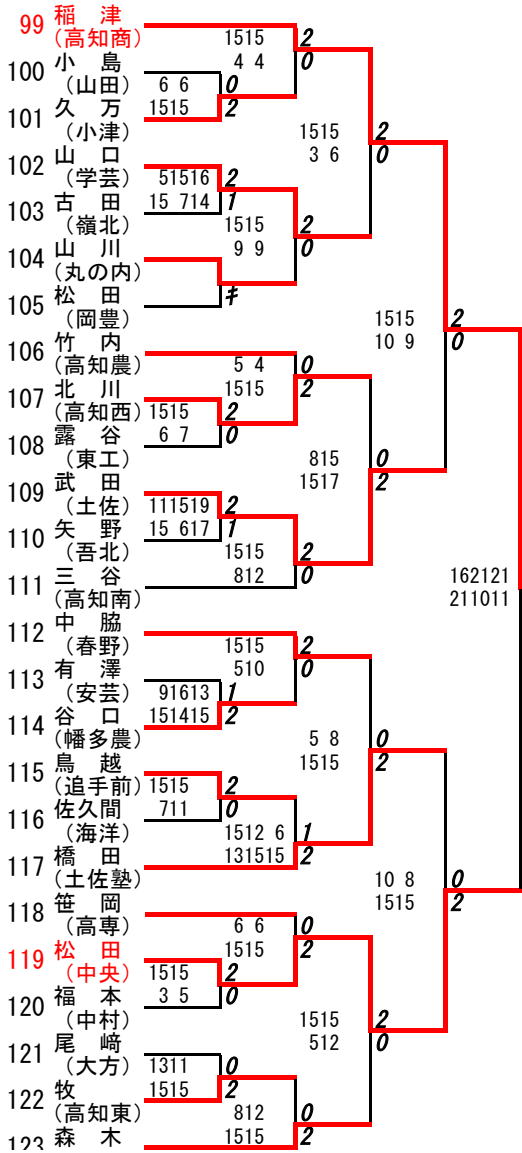 99 稲 津
(高知商) 1515 2
100 小 島 4 4 0
(山田) 6 6 0
101 久 万 1515 2
(小津) 1515 2
102 山 口 3 6 0
(学芸) 51516 2
103 古 田 15 714 1
(嶺北) 1515 2
104 山 川 9 9 0
(丸の内)
105 松 田 キ
(岡豊) 1515 2
106 竹 内 10 9 0
(高知農) 5 4 0
107 北 川 1515 2
(高知西) 1515 2
108 露 谷 6 7 0
(東工) 815 0
109 武 田 1517 2
(土佐) 111519 2
110 矢 野 15 617 1
(吾北) 1515 2
111 三 谷 812 0 162121
(高知南) 211011
112 中 脇
(春野) 1515 2
113 有 澤 510 0
(安芸) 91613 1
114 谷 口 151415 2
(幡多農) 5 8 0
115 鳥 越 1515 2
(追手前) 1515 2
116 佐久間 711 0
(海洋) 1512 6 1
117 橋 田 131515 2
(土佐塾) 10 8 0
118 笹 岡 1515 2
(高専) 6 6 0
119 松 田 1515 2
(中央) 1515 2
120 福 本 3 5 0
(中村) 1515 2
121 尾 﨑 512 0
(大方) 1311 0
122 牧 1515 2
(高知東) 812 0
123 森 木 1515 2